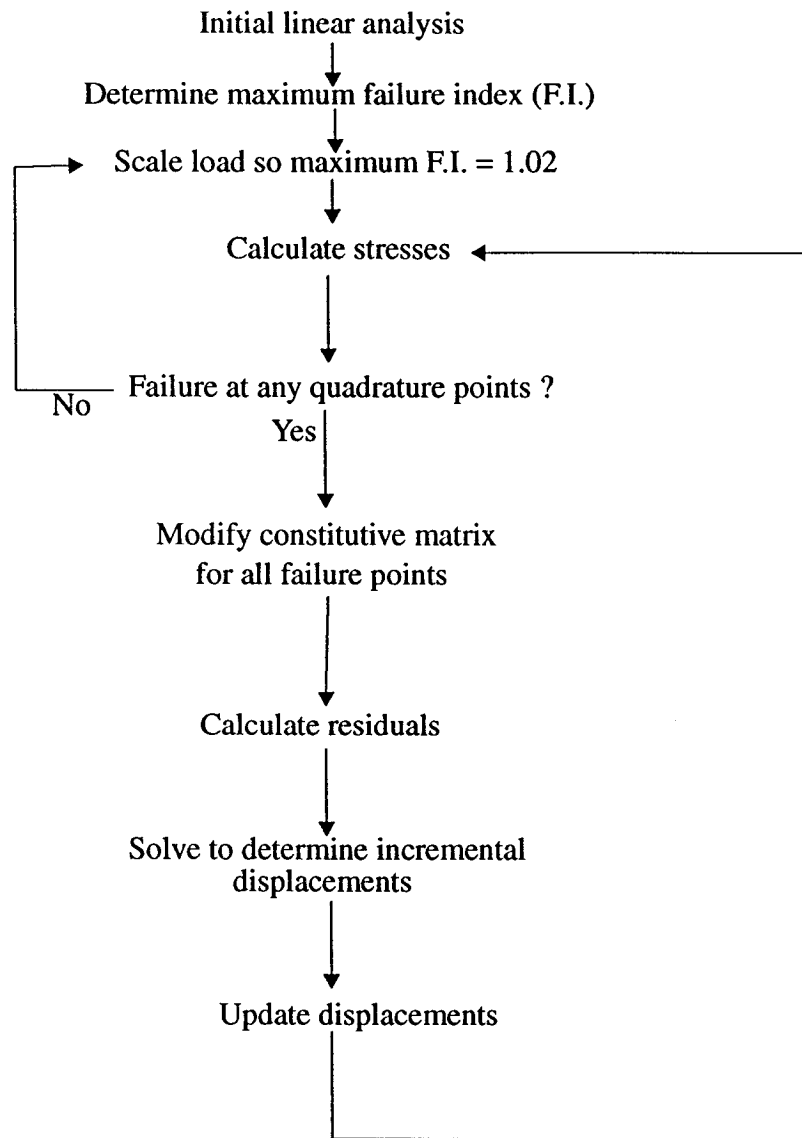 Initial linear analysis
Determine maximum failure index (F.I.)
Scale load so maximum F.I. = 1.02
Calculate stresses
Failure at any quadrature points ?
No
Yes
Modify constitutive matrix
for all failure points
Calculate residuals
Solve to determine incremental
displacements
Update displacements